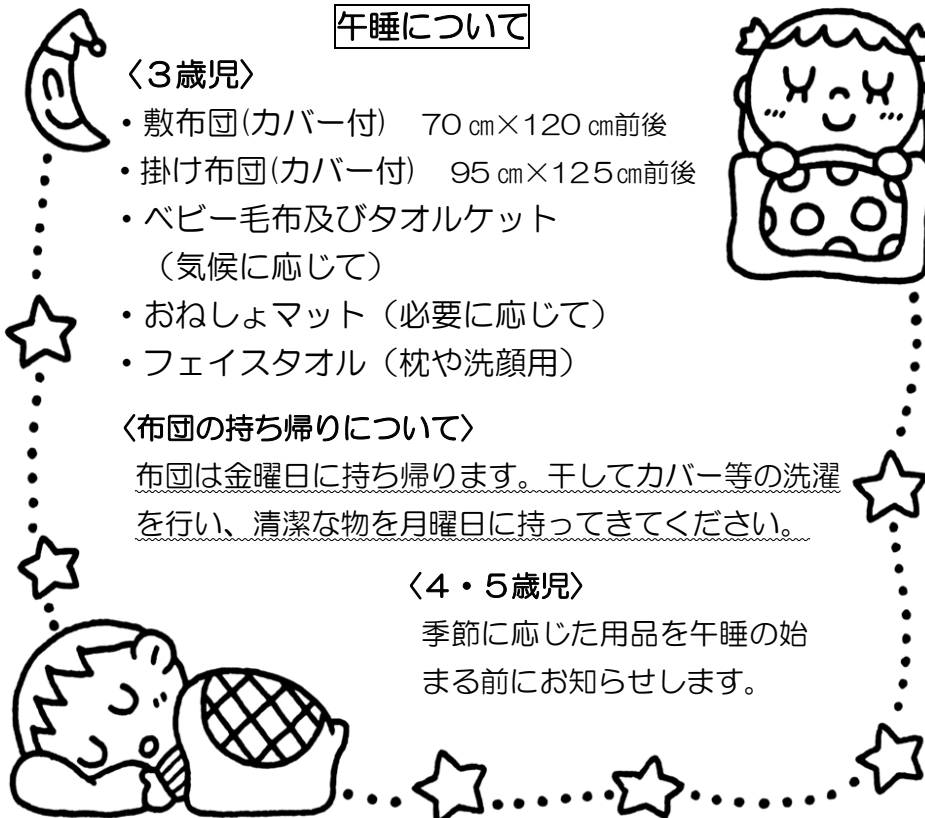 午睡について
〈３歳児〉
・敷布団(カバー付)　70㎝×120㎝前後
・掛け布団(カバー付)　95㎝×125㎝前後
・ベビー毛布及びタオルケット
（気候に応じて）
・おねしょマット（必要に応じて）
・フェイスタオル（枕や洗顔用）
〈布団の持ち帰りについて〉
布団は金曜日に持ち帰ります。干してカバー等の洗濯
を行い、清潔な物を月曜日に持ってきてください。
〈４・５歳児〉
季節に応じた用品を午睡の始
まる前にお知らせします。